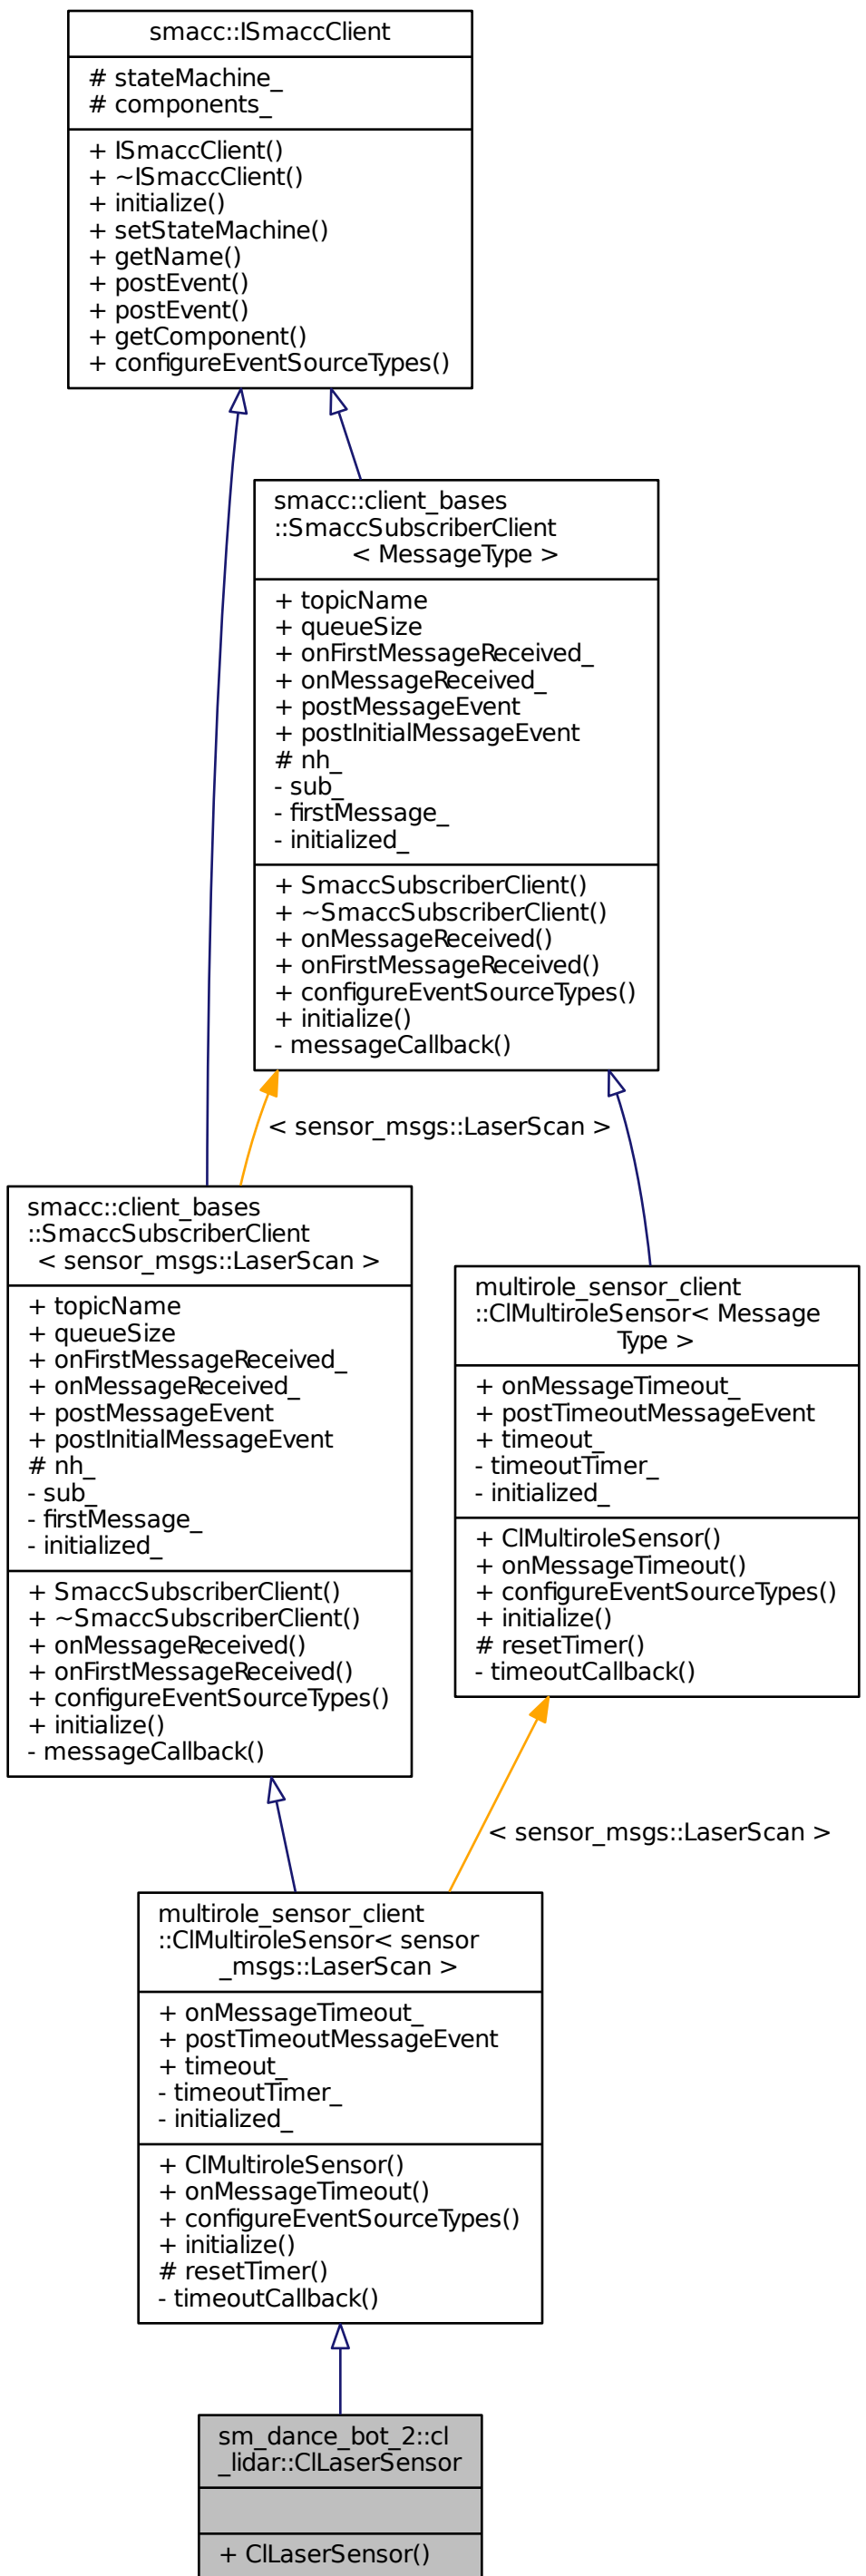 smacc::ISmaccClient
# stateMachine_
# components_
+ ISmaccClient()
+ ~ISmaccClient()
+ initialize()
+ setStateMachine()
+ getName()
+ postEvent()
+ postEvent()
+ getComponent()
+ configureEventSourceTypes()
smacc::client_bases
::SmaccSubscriberClient
< MessageType >
+ topicName
+ queueSize
+ onFirstMessageReceived_
+ onMessageReceived_
+ postMessageEvent
+ postInitialMessageEvent
# nh_
- sub_
- firstMessage_
- initialized_
+ SmaccSubscriberClient()
+ ~SmaccSubscriberClient()
+ onMessageReceived()
+ onFirstMessageReceived()
+ configureEventSourceTypes()
+ initialize()
- messageCallback()
< sensor_msgs::LaserScan >
smacc::client_bases
::SmaccSubscriberClient
< sensor_msgs::LaserScan >
+ topicName
+ queueSize
+ onFirstMessageReceived_
+ onMessageReceived_
+ postMessageEvent
+ postInitialMessageEvent
# nh_
- sub_
- firstMessage_
- initialized_
+ SmaccSubscriberClient()
+ ~SmaccSubscriberClient()
+ onMessageReceived()
+ onFirstMessageReceived()
+ configureEventSourceTypes()
+ initialize()
- messageCallback()
multirole_sensor_client
::ClMultiroleSensor< Message
Type >
+ onMessageTimeout_
+ postTimeoutMessageEvent
+ timeout_
- timeoutTimer_
- initialized_
+ ClMultiroleSensor()
+ onMessageTimeout()
+ configureEventSourceTypes()
+ initialize()
# resetTimer()
- timeoutCallback()
< sensor_msgs::LaserScan >
multirole_sensor_client
::ClMultiroleSensor< sensor
_msgs::LaserScan >
+ onMessageTimeout_
+ postTimeoutMessageEvent
+ timeout_
- timeoutTimer_
- initialized_
+ ClMultiroleSensor()
+ onMessageTimeout()
+ configureEventSourceTypes()
+ initialize()
# resetTimer()
- timeoutCallback()
sm_dance_bot_2::cl
_lidar::ClLaserSensor
+ ClLaserSensor()